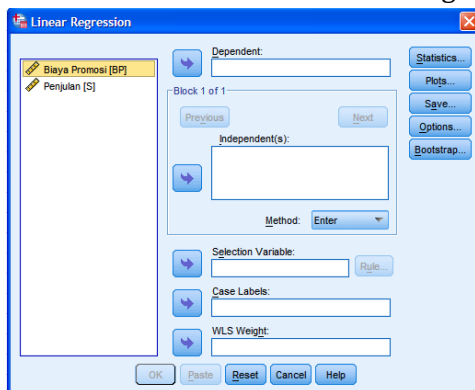 Linear Regression
Biaya Promosi [BP]
Penjulan [S]
Dependent:
Block 1 of 1
Previous
Next
Independent(s):
Method: Enter
Selection Variable:
Rule...
Case Labels:
WLS Weight:
Statistics...
Plots...
Save...
Options...
Bootstrap...
OK Paste Reset Cancel Help